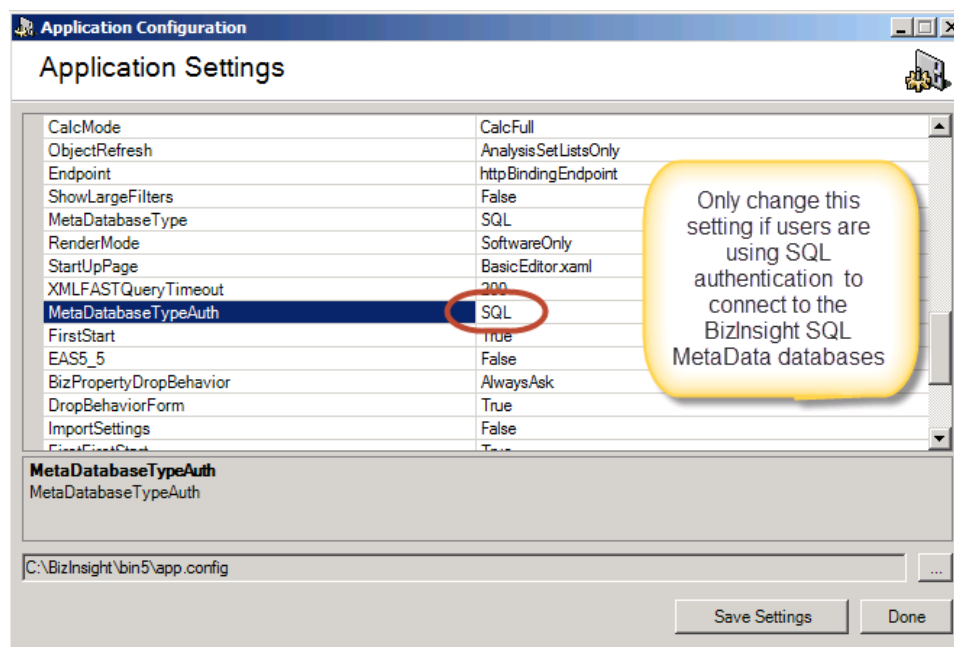 Application Configuration
Application Settings
CalcMode CalcFull
ObjectRefresh AnalysisSetListsOnly
Endpoint httpBindingEndpoint
ShowLargeFilters False
MetaDatabaseType SQL
RenderMode SoftwareOnly
StartUpPage BasicEditor.xaml
XMLFASTQueryTimeout 200
MetaDatabaseTypeAuth SQL
FirstStart True
EAS5_5 False
BizPropertyDropBehavior AlwaysAsk
DropBehaviorForm True
ImportSettings False
FirstFirstStart True
Only change this
setting if users are
using SQL
authentication to
connect to the
BizInsight SQL
MetaData databases
MetaDatabaseTypeAuth
MetaDatabaseTypeAuth
C:\BizInsight\bin5\app.config
...
Save Settings Done